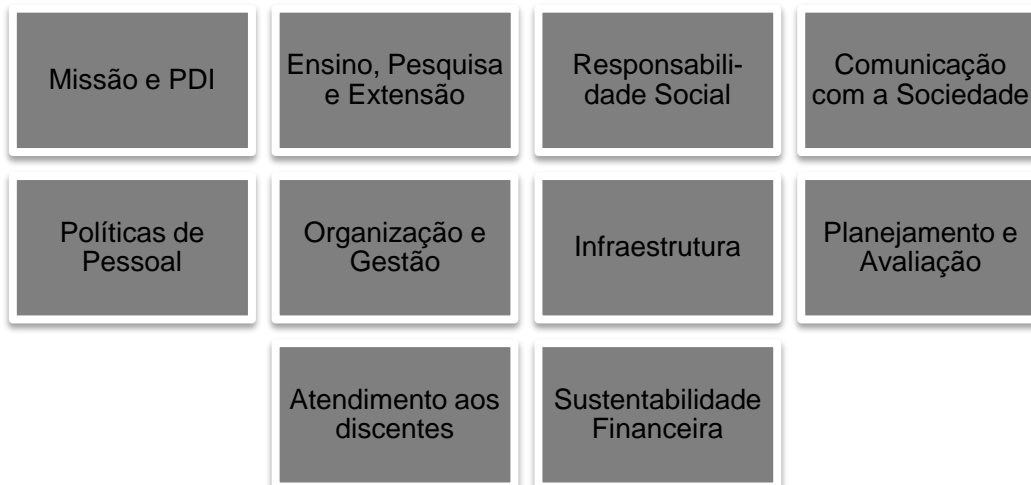 Missão e PDI
Ensino, Pesquisa
e Extensão
Responsabili-
dade Social
Comunicação
com a Sociedade
Políticas de
Pessoal
Organização e
Gestão
Infraestrutura
Planejamento e
Avaliação
Atendimento aos
discentes
Sustentabilidade
Financeira